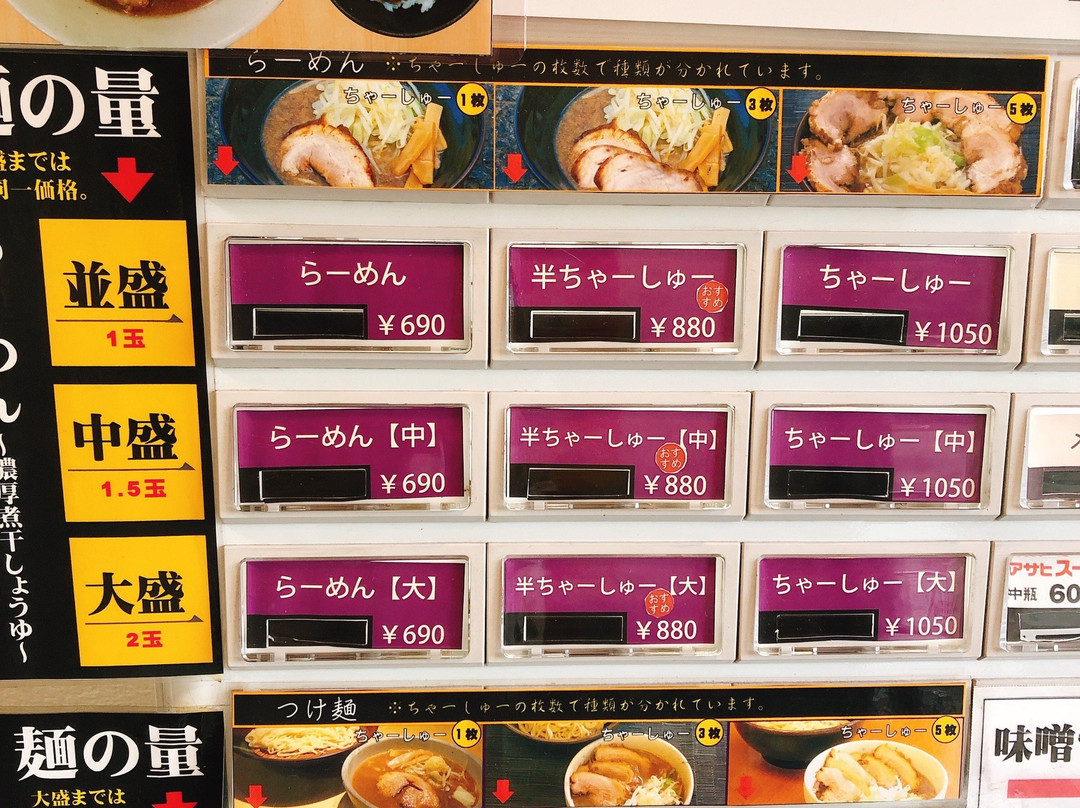 らーめん ※ちゃーしゅーの枚数で種類が分かれています。
ちゃーしゅー 1枚
ちゃーしゅー 3枚
ちゃーしゅー 5枚
の量
盛までは
同一価格。
並盛
1玉
中盛
1.5玉
大盛
2玉
ん〜濃厚煮干しょうゆ〜
らーめん
¥690
半ちゃーしゅー
おすすめ
¥880
ちゃーしゅー
¥1050
らーめん【中】
¥690
半ちゃーしゅー【中】
おすすめ
¥880
ちゃーしゅー【中】
¥1050
らーめん【大】
¥690
半ちゃーしゅー【大】
おすすめ
¥880
ちゃーしゅー【大】
¥1050
アサヒスー
中瓶 60
つけ麺 ※ちゃーしゅーの枚数で種類が分かれています。
ちゃーしゅー 1枚
ちゃーしゅー 3枚
ちゃーしゅー 5枚
麺の量
大盛までは
味噌